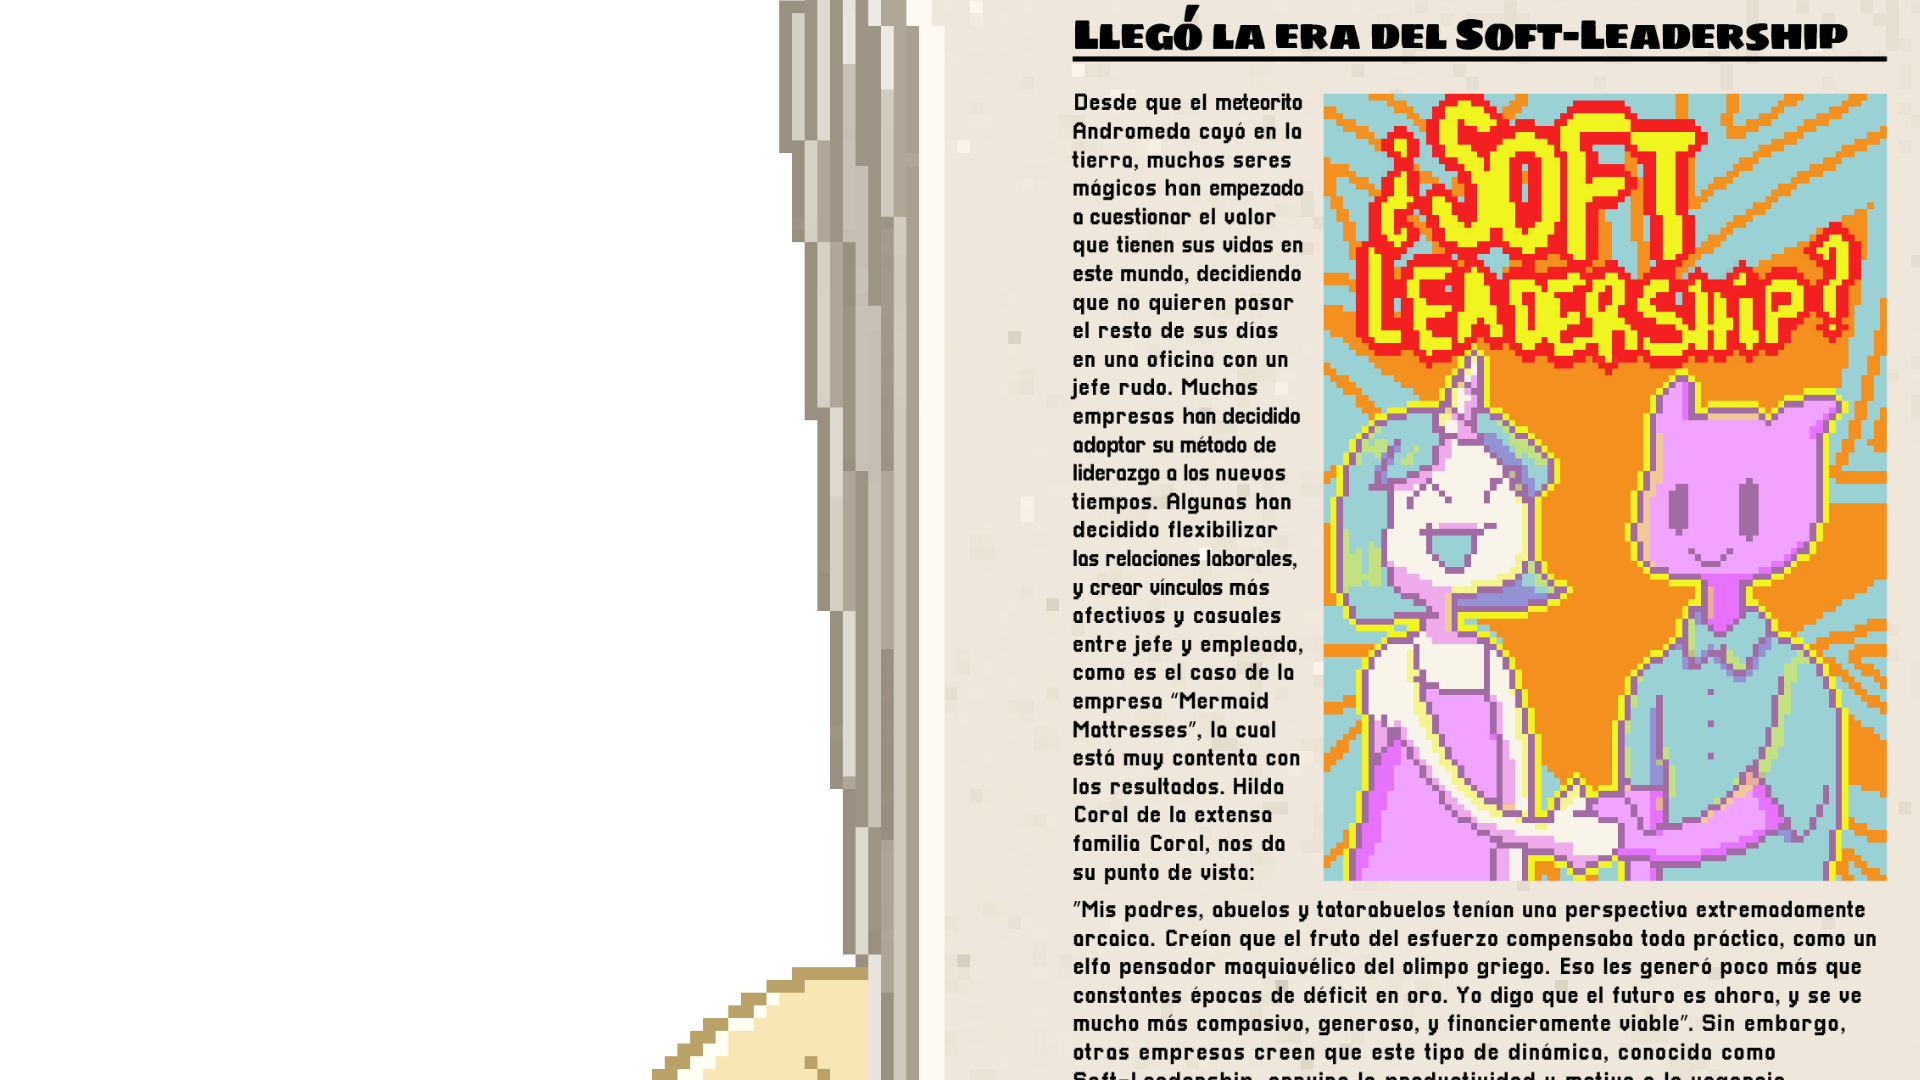 Llegó la era del Soft-Leadership
Desde que el meteorito
Andromeda cayó en la
tierra, muchos seres
mágicos han empezado
a cuestionar el valor
que tienen sus vidas en
este mundo, decidiendo
que no quieren pasar
el resto de sus días
en una oficina con un
jefe rudo. Muchas
empresas han decidido
adoptar su método de
liderazgo a los nuevos
tiempos. Algunas han
decidido flexibilizar
las relaciones laborales,
y crear vínculos más
afectivos y casuales
entre jefe y empleado,
como es el caso de la
empresa "Mermaid
Mattresses", la cual
está muy contenta con
los resultados. Hilda
Coral de la extensa
familia Coral, nos da
su punto de vista:
¿SOFT
LEADERSHIP?
"Mis padres, abuelos y tatarabuelos tenían una perspectiva extremadamente
arcaica. Creían que el fruto del esfuerzo compensaba toda práctica, como un
elfo pensador maquiavélico del olimpo griego. Eso les generó poco más que
constantes épocas de déficit en oro. Yo digo que el futuro es ahora, y se ve
mucho más compasivo, generoso, y financieramente viable". Sin embargo,
otras empresas creen que este tipo de dinámica, conocida como
Soft-Leadership, arruina la productividad y motiva a la vagancia